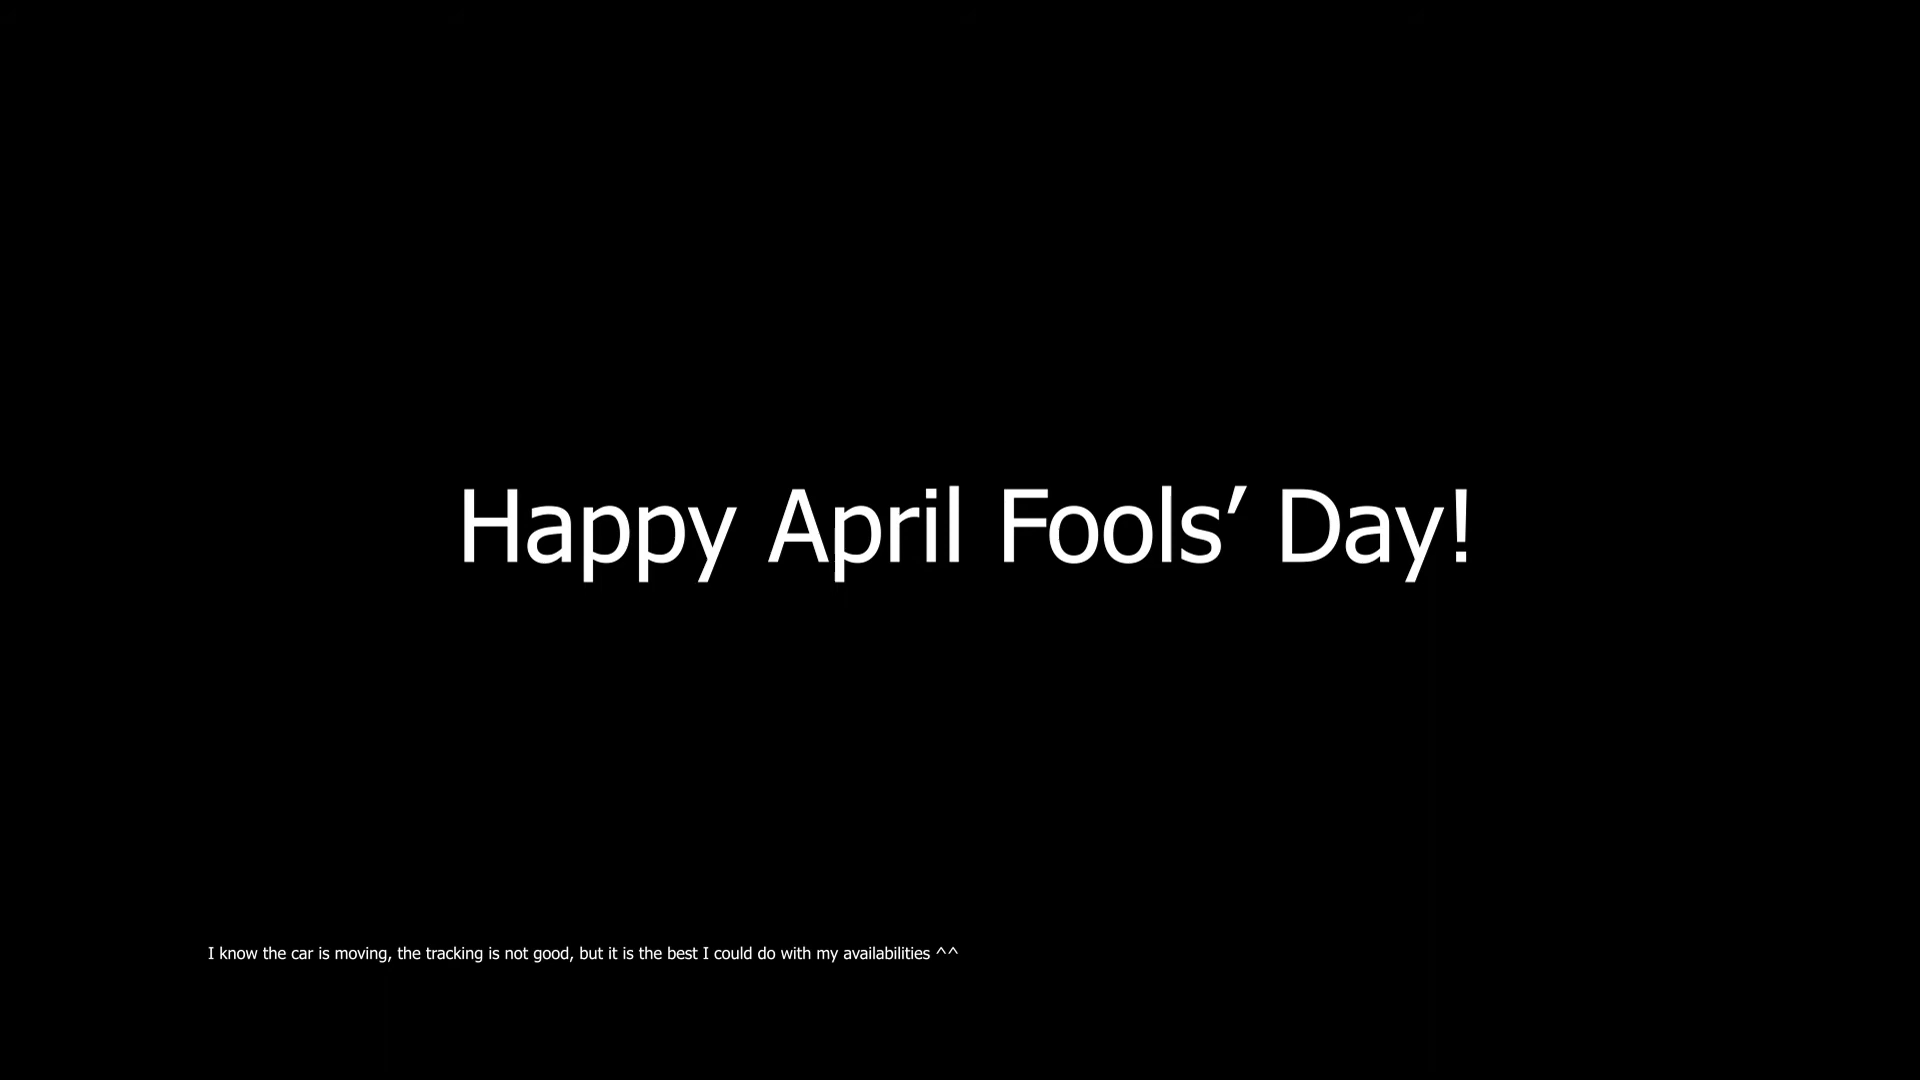 Happy April Fools’ Day!
I know the car is moving, the tracking is not good, but it is the best I could do with my availabilities ^^